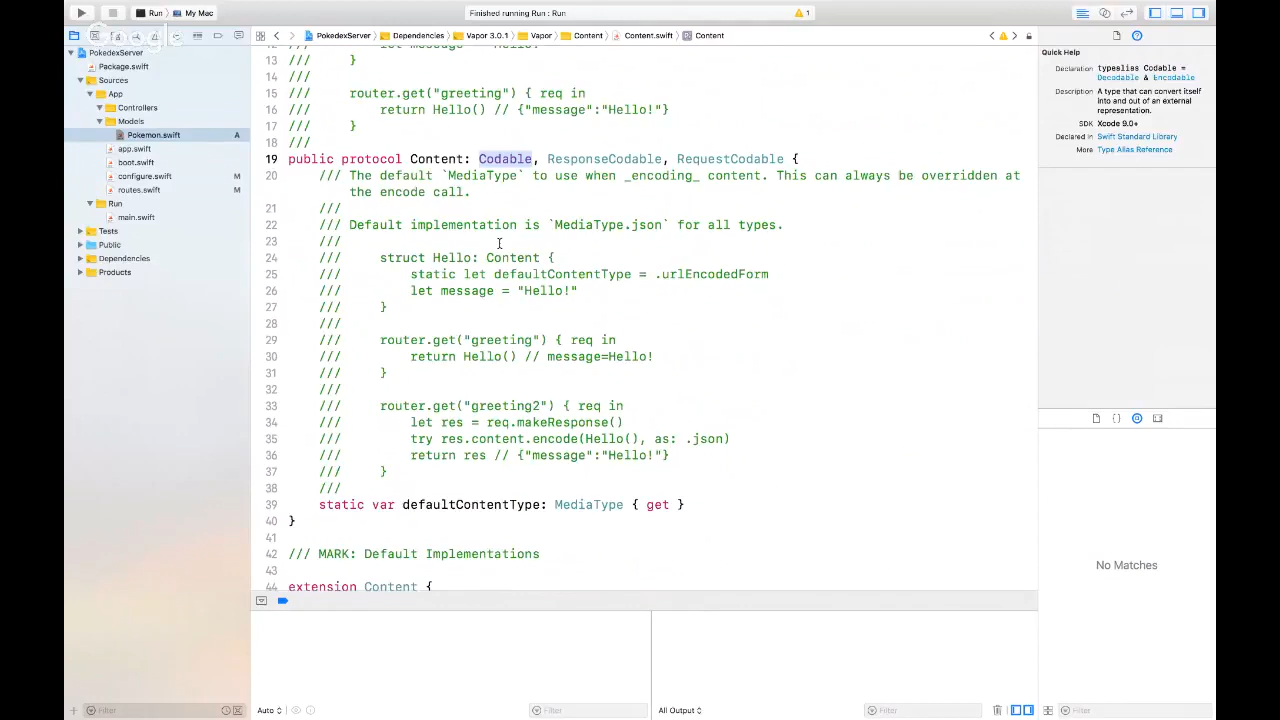 Run
My Mac
Finished running Run : Run
1
Google
PokedexServer
Dependencies
Vapor 3.0.1
Vapor
Content
Content.swift
Content
PokedexServer
Package.swift
Sources
App
Controllers
Models
Pokemon.swift
A
app.swift
boot.swift
configure.swift
M
routes.swift
M
Run
main.swift
Tests
Public
Dependencies
Products
Filter
13 /// }
14 ///
15 /// router.get("greeting") { req in
16 /// return Hello() // {"message":"Hello!"}
17 /// }
18 ///
19 public protocol Content: Codable, ResponseCodable, RequestCodable {
20 /// The default `MediaType` to use when _encoding_ content. This can always be overridden at
the encode call.
21 ///
22 /// Default implementation is `MediaType.json` for all types.
23 ///
24 /// struct Hello: Content {
25 /// static let defaultContentType = .urlEncodedForm
26 /// let message = "Hello!"
27 /// }
28 ///
29 /// router.get("greeting") { req in
30 /// return Hello() // message=Hello!
31 /// }
32 ///
33 /// router.get("greeting2") { req in
34 /// let res = req.makeResponse()
35 /// try res.content.encode(Hello(), as: .json)
36 /// return res // {"message":"Hello!"}
37 /// }
38 ///
39 static var defaultContentType: MediaType { get }
40 }
41
42 /// MARK: Default Implementations
43
44 extension Content {
Auto
Filter
All Output
Filter
Quick Help
Declaration typealias Codable =
Decodable & Encodable
Description A type that can convert itself
into and out of an external
representation.
SDK Xcode 9.0+
Declared in Swift Standard Library
More Type Alias Reference
No Matches
Filter